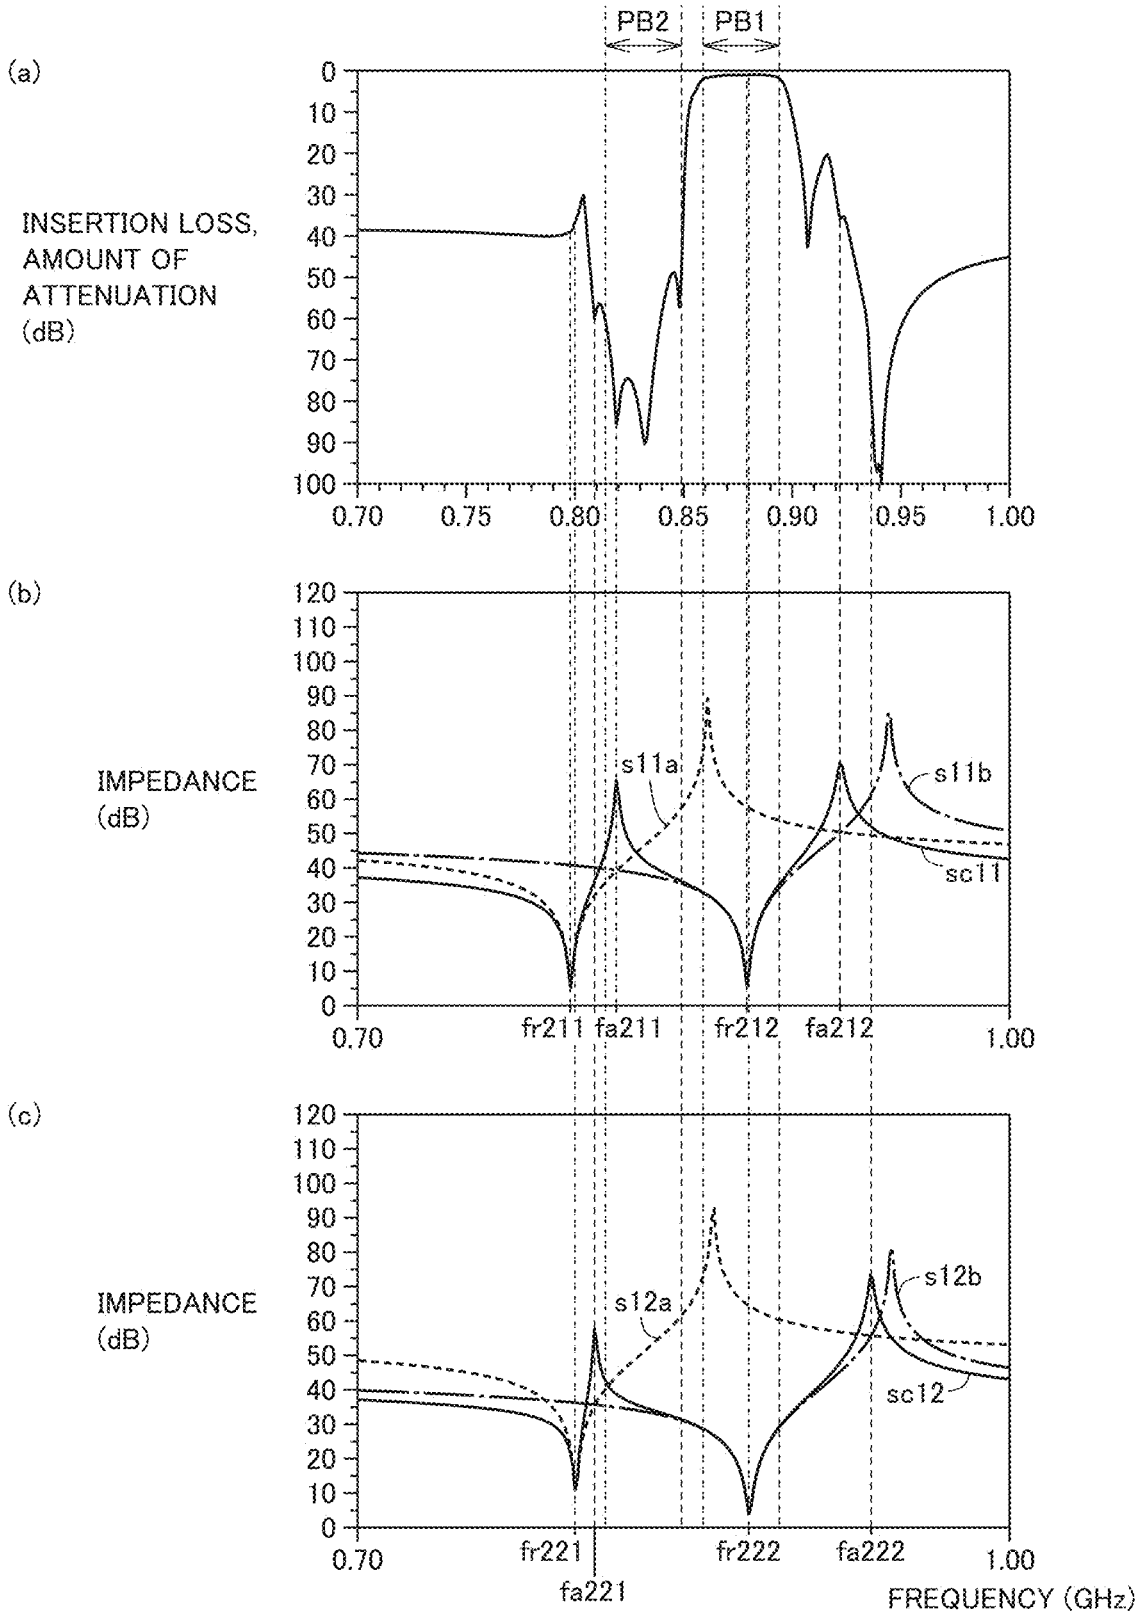 PB2 PB1
(a)
0
10
20
30
40
50
60
70
80
90
100
INSERTION LOSS,
AMOUNT OF
ATTENUATION
(dB)
0.70 0.75 0.80 0.85 0.90 0.95 1.00
(b)
120
110
100
90
80
70
60
50
40
30
20
10
0
IMPEDANCE
(dB)
s11a
s11b
sc11
fr211 fa211 fr212 fa212
0.70 1.00
(c)
120
110
100
90
80
70
60
50
40
30
20
10
0
IMPEDANCE
(dB)
s12a
s12b
sc12
fr221 fr222 fa222
0.70 1.00
fa221
FREQUENCY (GHz)